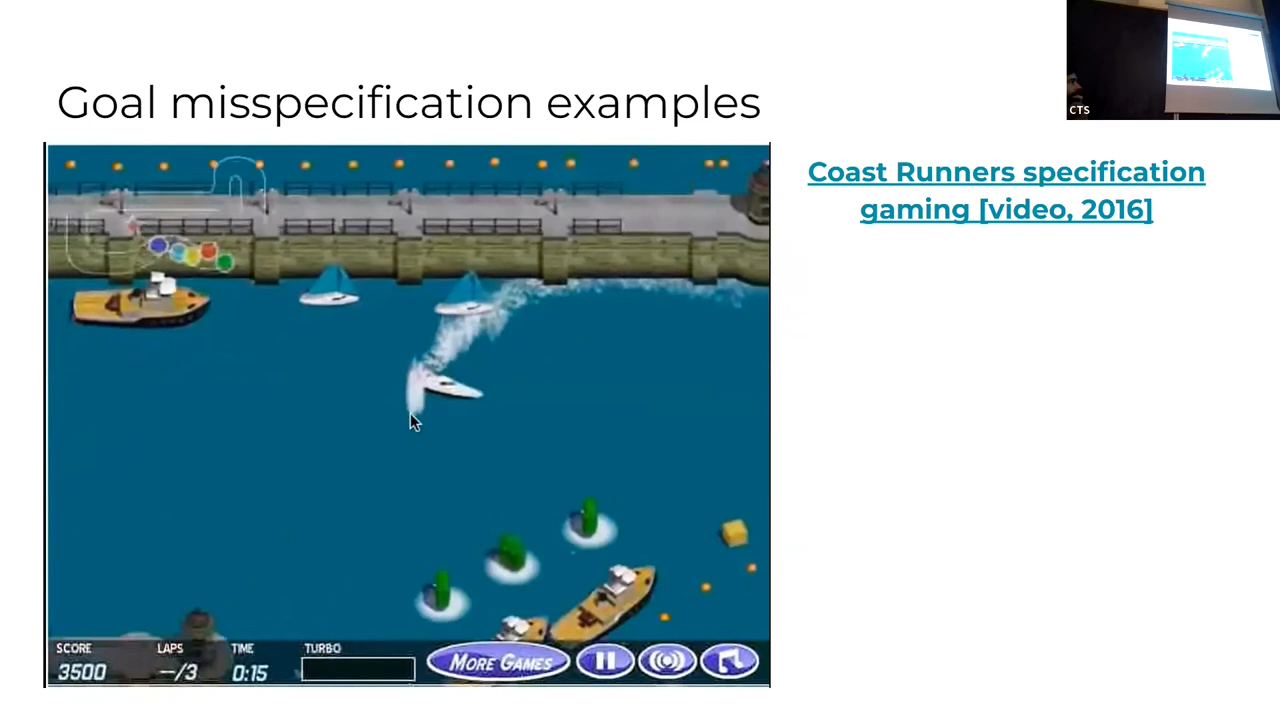 CTS
Goal misspecification examples
Coast Runners specification
gaming [video, 2016]
SCORE LAPS TIME TURBO
3500 --/3 0:15
MORE GAMES